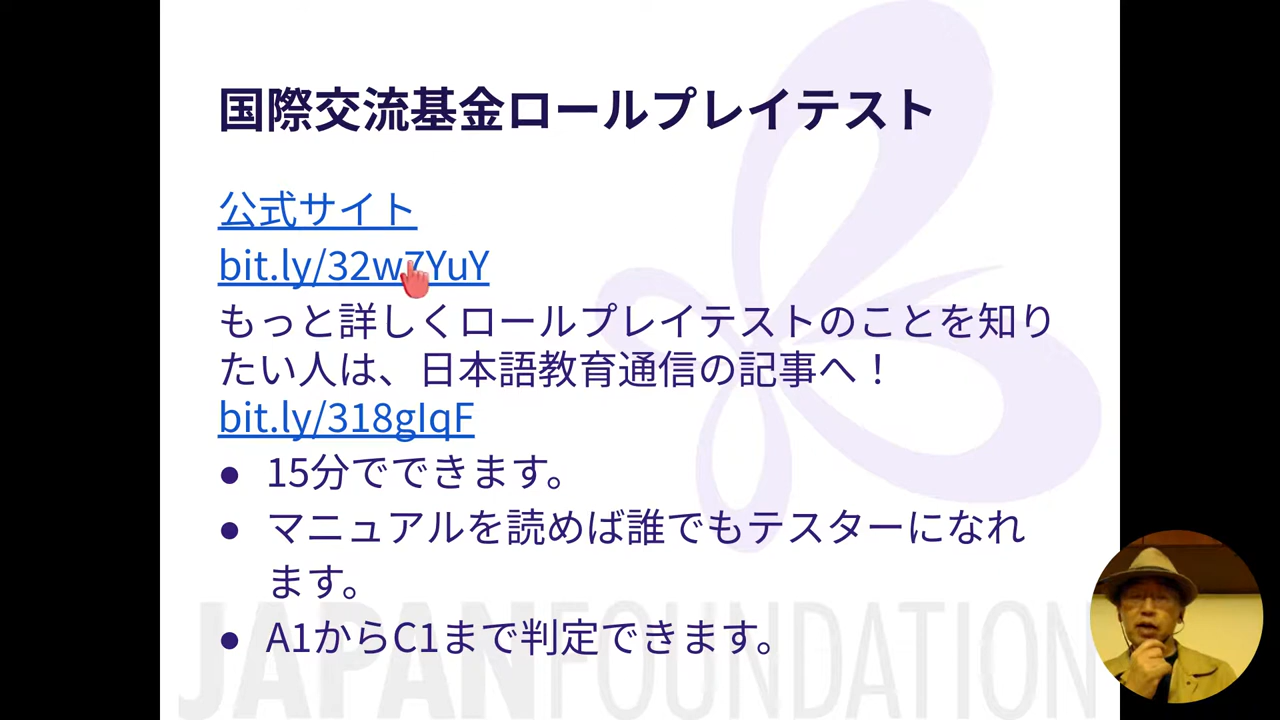 国際交流基金ロールプレイテスト
公式サイト
bit.ly/32w7YuY
もっと詳しくロールプレイテストのことを知り
たい人は、日本語教育通信の記事へ！
bit.ly/318gIqF
● 15分でできます。
● マニュアルを読めば誰でもテスターになれ
ます。
● A1からC1まで判定できます。
JAPANFOUNDATION